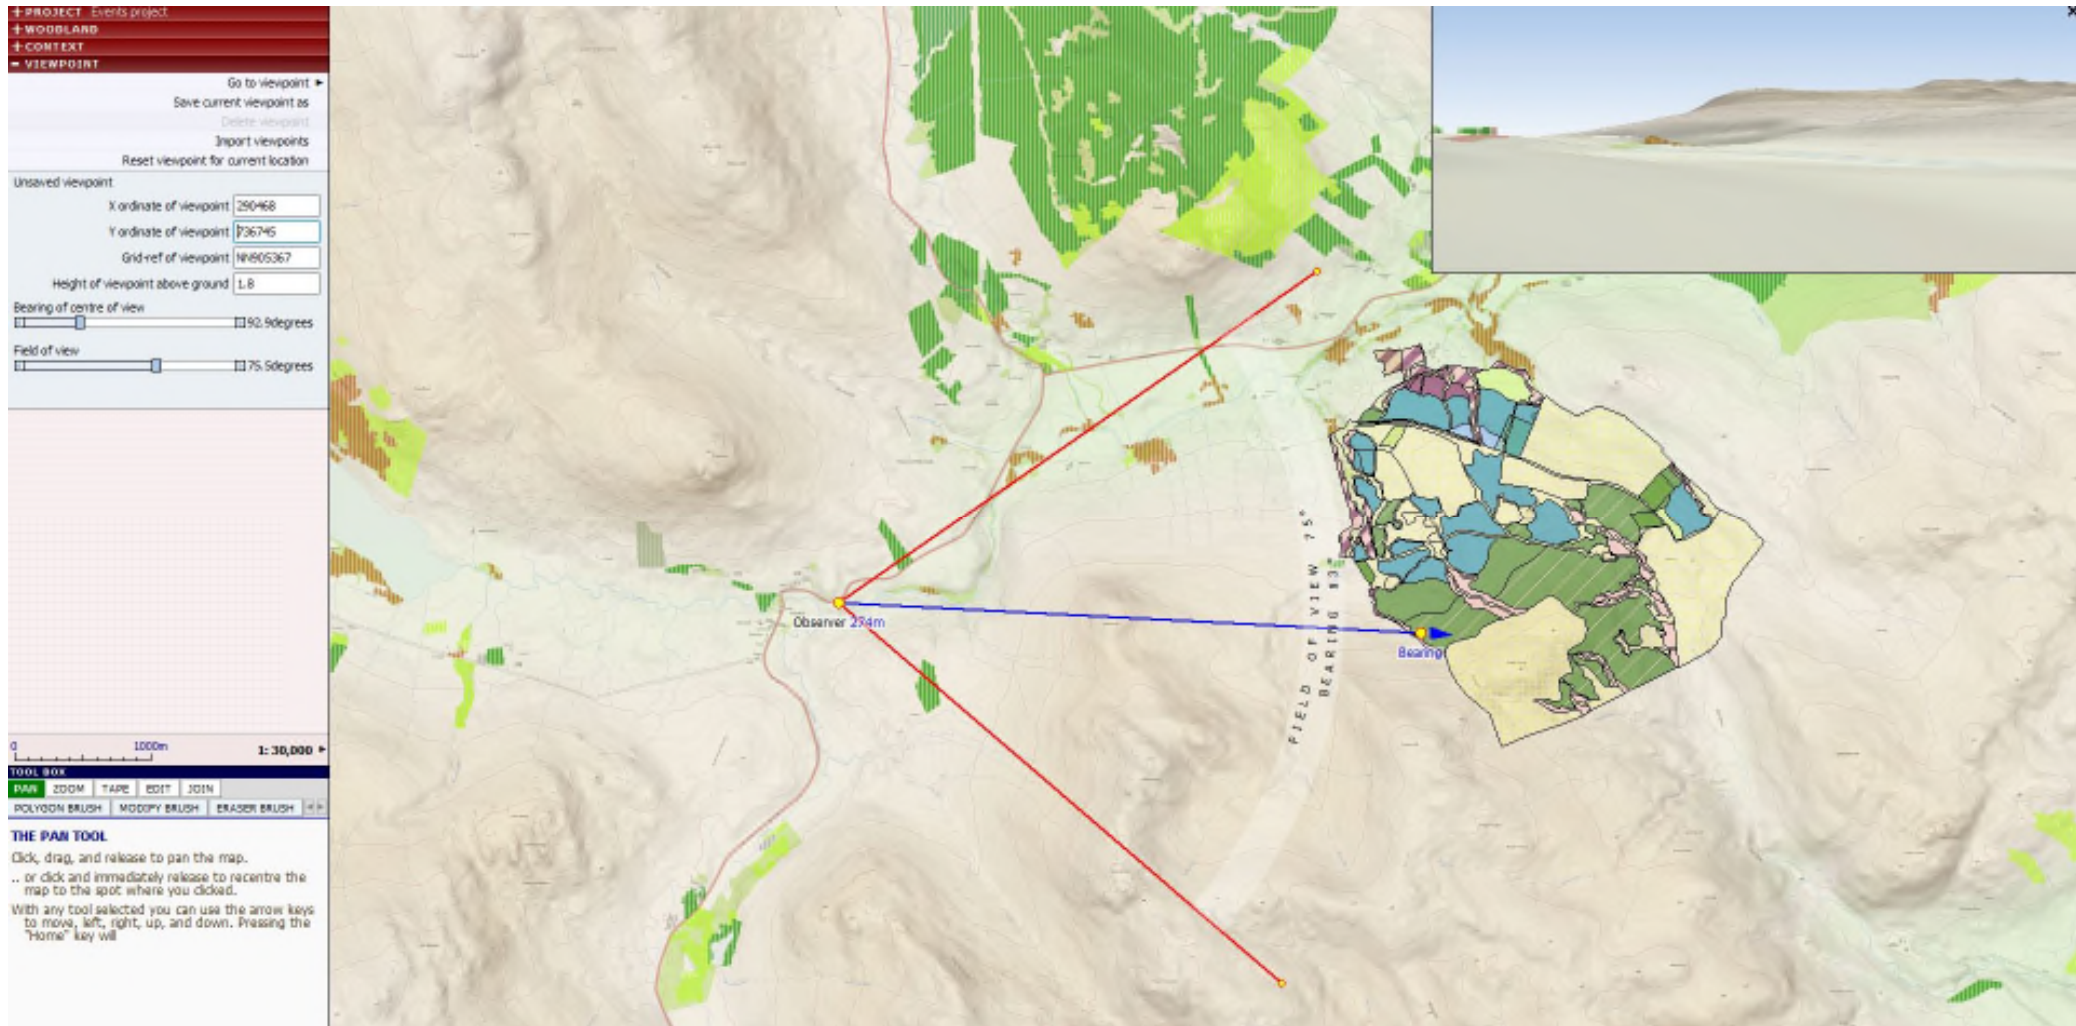 +PROJECT Events project
+WOODLAND
+CONTEXT
- VIEWPOINT
Go to viewpoint
Save current viewpoint as
Delete viewpoint
Import viewpoints
Reset viewpoint for current location
Unsaved viewpoint
X ordinate of viewpoint 290468
Y ordinate of viewpoint 736745
Grid-ref of viewpoint NN905367
Height of viewpoint above ground 1.8
Bearing of centre of view
92.9degrees
Field of view
75.5degrees
0 1000m 1: 30,000
TOOL BOX
PAN ZOOM TAPE EDIT JOIN
POLYGON BRUSH MODIFY BRUSH ERASER BRUSH
THE PAN TOOL
Click, drag, and release to pan the map.
.. or click and immediately release to recentre the
map to the spot where you clicked.
With any tool selected you can use the arrow keys
to move, left, right, up, and down. Pressing the
"Home" key will
Observer 274m
Bearing
FIELD OF VIEW 75°
BEARING 93°
x